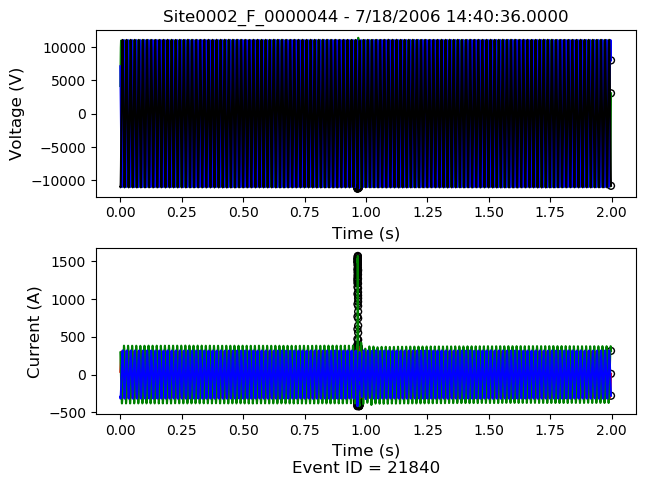 Site0002_F_0000044 - 7/18/2006 14:40:36.0000
Voltage (V)
10000
5000
0
−5000
−10000
0.00 0.25 0.50 0.75 1.00 1.25 1.50 1.75 2.00
Time (s)
Current (A)
1500
1000
500
0
−500
0.00 0.25 0.50 0.75 1.00 1.25 1.50 1.75 2.00
Time (s)
Event ID = 21840